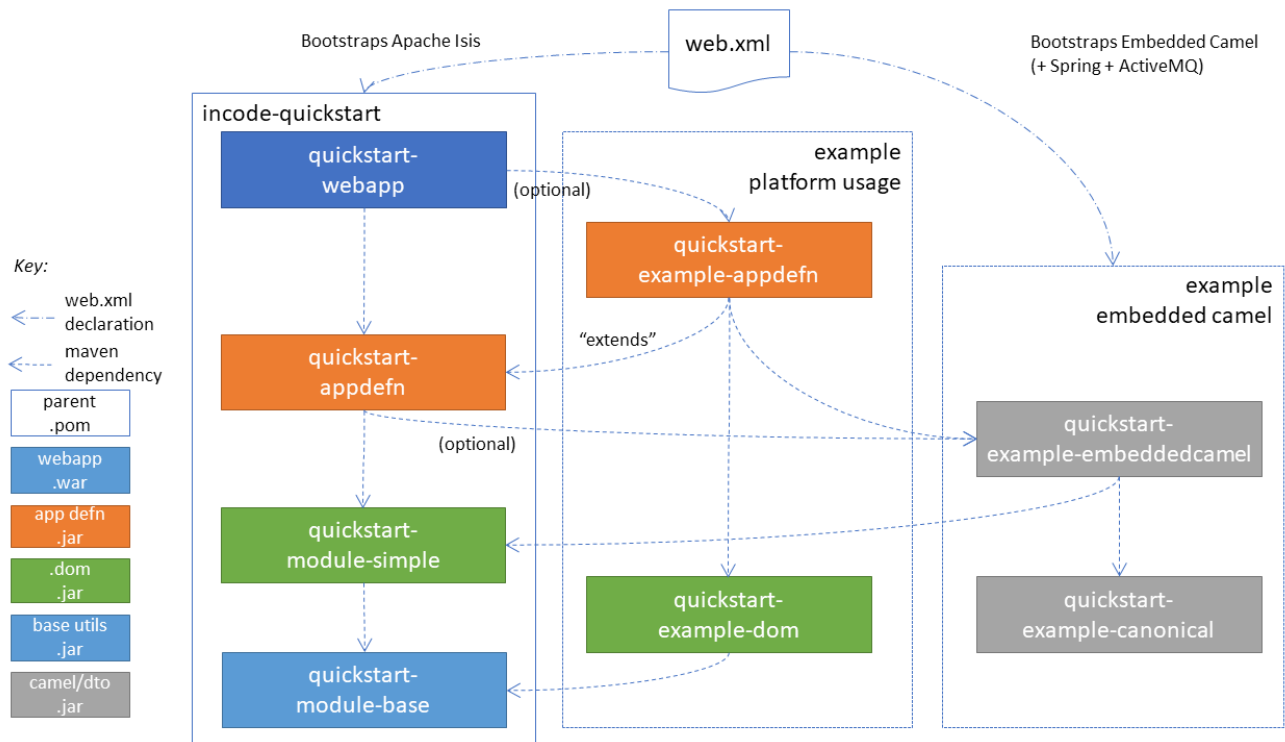 Bootstraps Apache Isis
web.xml
Bootstraps Embedded Camel
(+ Spring + ActiveMQ)
incode-quickstart
quickstart-
webapp
(optional)
example
platform usage
quickstart-
example-appdefn
example
embedded camel
Key:
web.xml
declaration
maven
dependency
parent
.pom
webapp
.war
app defn
.jar
.dom
.jar
base utils
.jar
camel/dto
.jar
"extends"
quickstart-
appdefn
(optional)
quickstart-
example-embeddedcamel
quickstart-
module-simple
quickstart-
example-dom
quickstart-
example-canonical
quickstart-
module-base